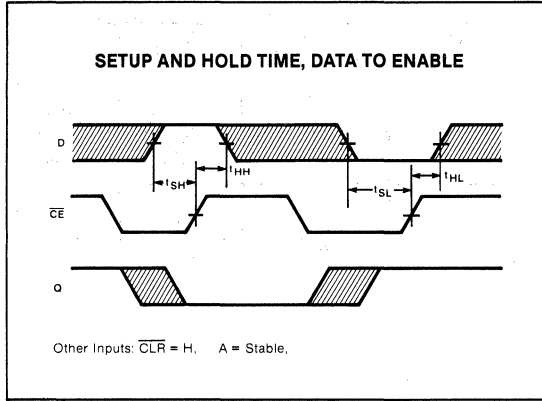 SETUP AND HOLD TIME, DATA TO ENABLE
D
tSH
tHH
tSL
tHL
CE
Q
Other Inputs: CLR = H, A = Stable,